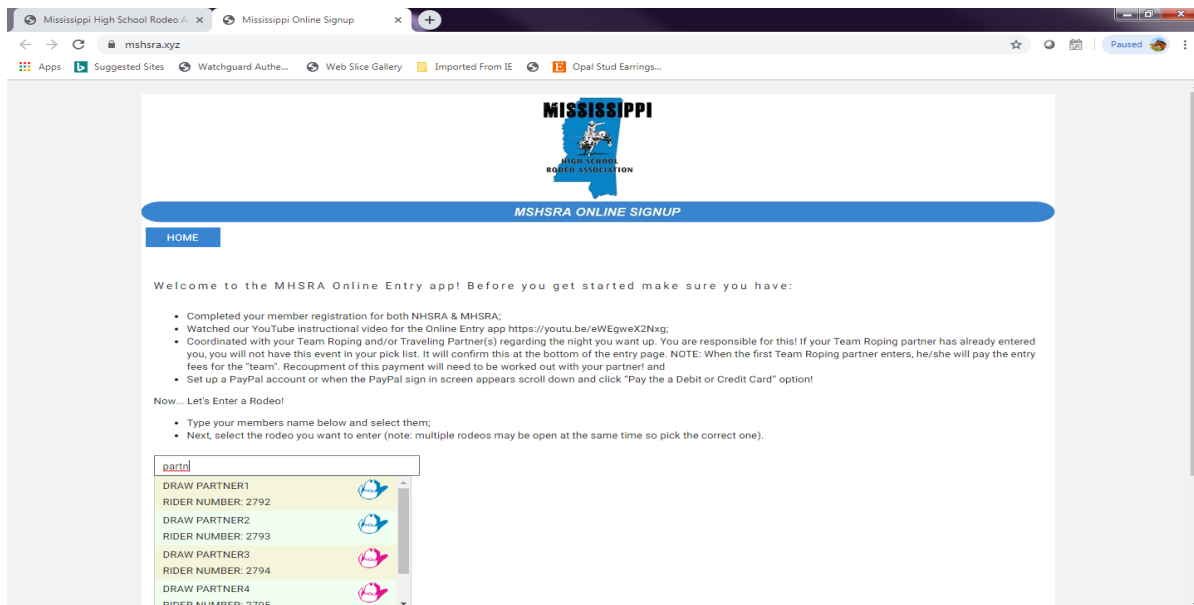 Mississippi High School Rodeo A
Mississippi Online Signup
mshsra.xyz
Paused
Apps
Suggested Sites
Watchguard Authe...
Web Slice Gallery
Imported From IE
Opal Stud Earrings...
MISSISSIPPI
HIGH SCHOOL
RODEO ASSOCIATION
MSHSRA ONLINE SIGNUP
HOME
Welcome to the MHSRA Online Entry app! Before you get started make sure you have:
• Completed your member registration for both NHSRA & MHSRA;
• Watched our YouTube instructional video for the Online Entry app https://youtu.be/eWEgweX2Nxg;
• Coordinated with your Team Roping and/or Traveling Partner(s) regarding the night you want up. You are responsible for this! If your Team Roping partner has already entered
you, you will not have this event in your pick list. It will confirm this at the bottom of the entry page. NOTE: When the first Team Roping partner enters, he/she will pay the entry
fees for the "team". Recoupment of this payment will need to be worked out with your partner! and
• Set up a PayPal account or when the PayPal sign in screen appears scroll down and click "Pay the a Debit or Credit Card" option!
Now... Let's Enter a Rodeo!
• Type your members name below and select them;
• Next, select the rodeo you want to enter (note: multiple rodeos may be open at the same time so pick the correct one).
partn
DRAW PARTNER1
RIDER NUMBER: 2792
DRAW PARTNER2
RIDER NUMBER: 2793
DRAW PARTNER3
RIDER NUMBER: 2794
DRAW PARTNER4
RIDER NUMBER: 2795